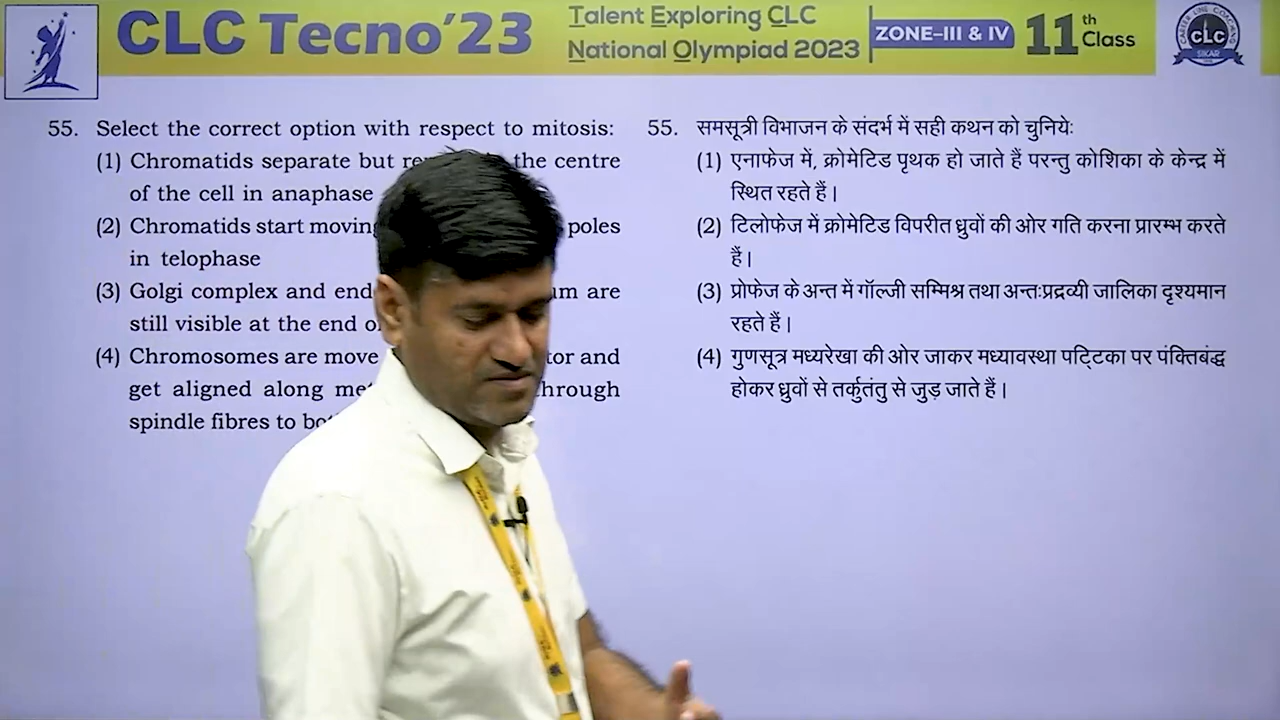 CLC Tecno'23
Talent Exploring CLC
National Olympiad 2023
ZONE–III & IV
11th Class
CAREER LINE COACHING
CLC
SIKAR
55. Select the correct option with respect to mitosis:
(1) Chromatids separate but the centre
of the cell in anaphase
(2) Chromatids start moving poles
in telophase
(3) Golgi complex and are
still visible at the end
(4) Chromosomes are move and
get aligned along
spindle fibres to
55. समसूत्री विभाजन के संदर्भ में सही कथन को चुनियेः
(1) एनाफेज में, क्रोमेटिड पृथक हो जाते हैं परन्तु कोशिका के केन्द्र में
स्थित रहते हैं।
(2) टिलोफेज में क्रोमेटिड विपरीत ध्रुवों की ओर गति करना प्रारम्भ करते
हैं।
(3) प्रोफेज के अन्त में गॉल्जी सम्मिश्र तथा अन्तःप्रद्रव्यी जालिका दृश्यमान
रहते हैं।
(4) गुणसूत्र मध्यरेखा की ओर जाकर मध्यावस्था पट्टिका पर पंक्तिबद्ध
होकर ध्रुवों से तर्कुतंतु से जुड़ जाते हैं।